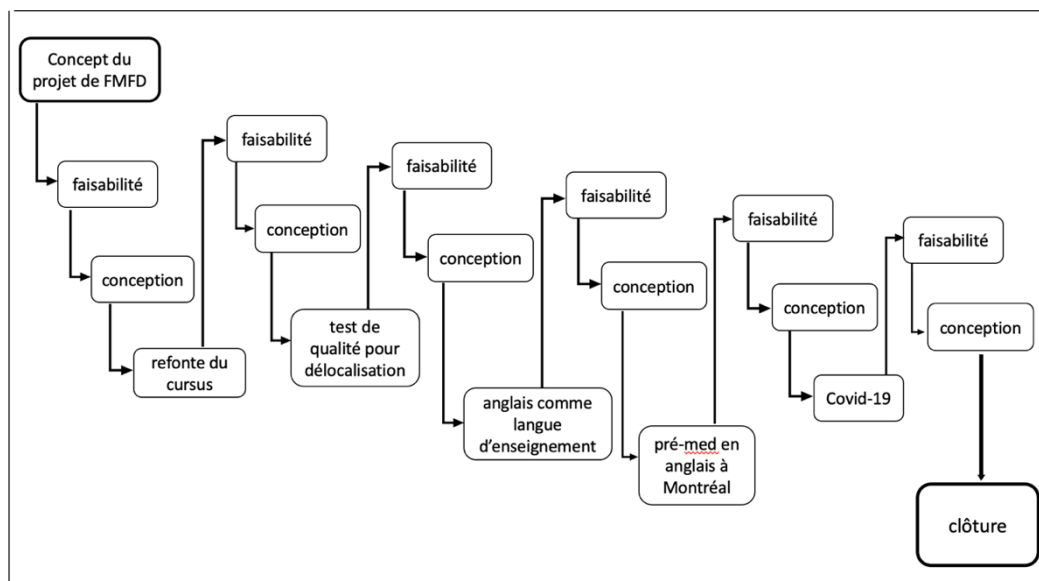 Concept du
projet de FMFD
faisabilité
conception
refonte du
cursus
faisabilité
conception
test de
qualité pour
délocalisation
faisabilité
conception
anglais comme
langue
d’enseignement
faisabilité
conception
pré-med en
anglais à
Montréal
faisabilité
conception
Covid-19
faisabilité
conception
clôture